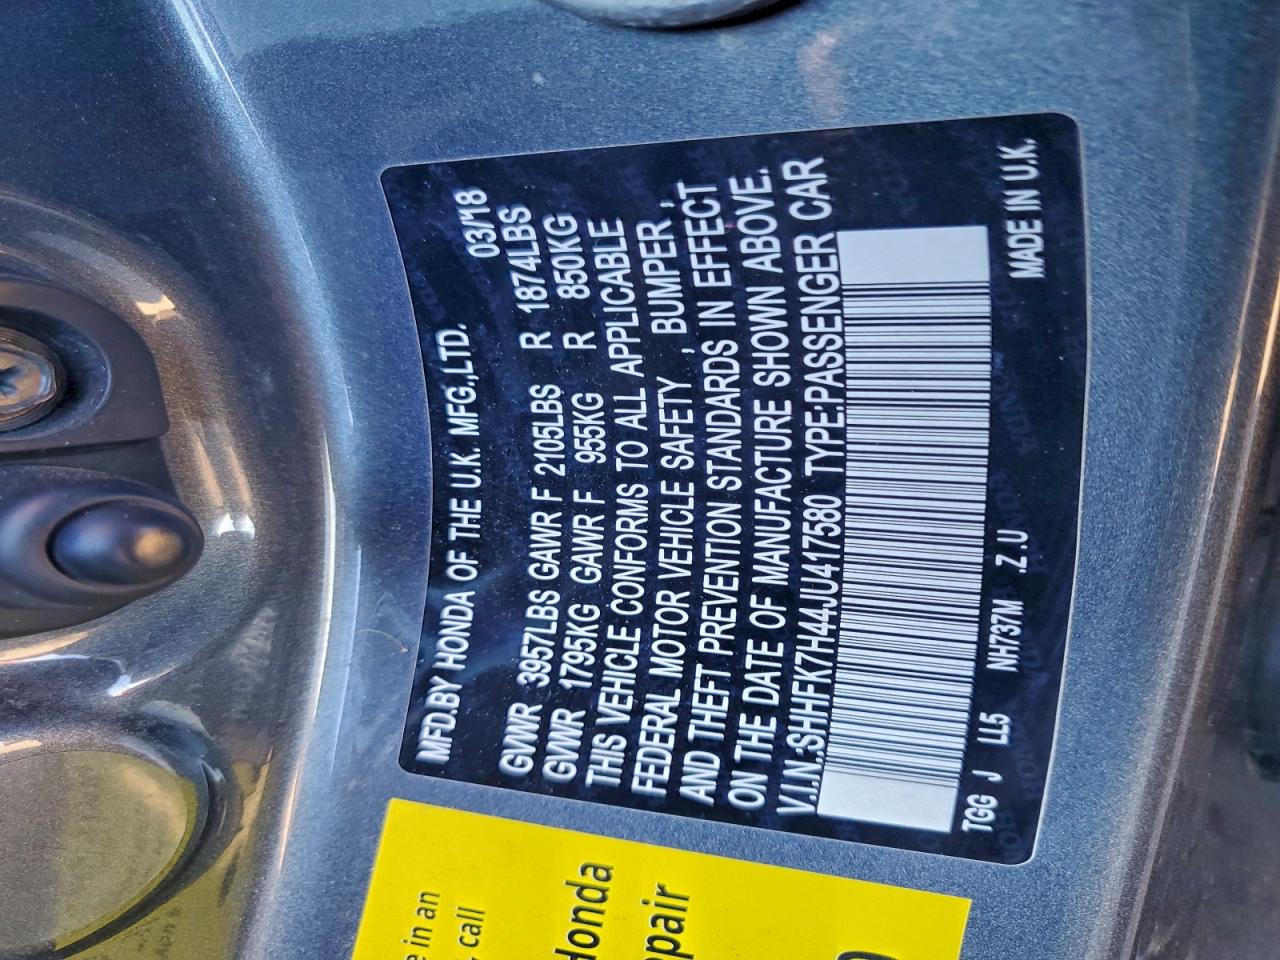 MFD.BY HONDA OF THE U.K. MFG.,LTD.
03/'18
GVWR 3957LBS GAWR F 2105LBS R 1874LBS
GVWR 1795KG GAWR F 955KG R 850KG
THIS VEHICLE CONFORMS TO ALL APPLICABLE
FEDERAL MOTOR VEHICLE SAFETY , BUMPER ,
AND THEFT PREVENTION STANDARDS IN EFFECT
ON THE DATE OF MANUFACTURE SHOWN ABOVE.
V.I.N.:SHHFK7H44JU417580 TYPE:PASSENGER CAR
TGG J LL5 NH737M Z.U MADE IN U.K.
e in an
call
Honda